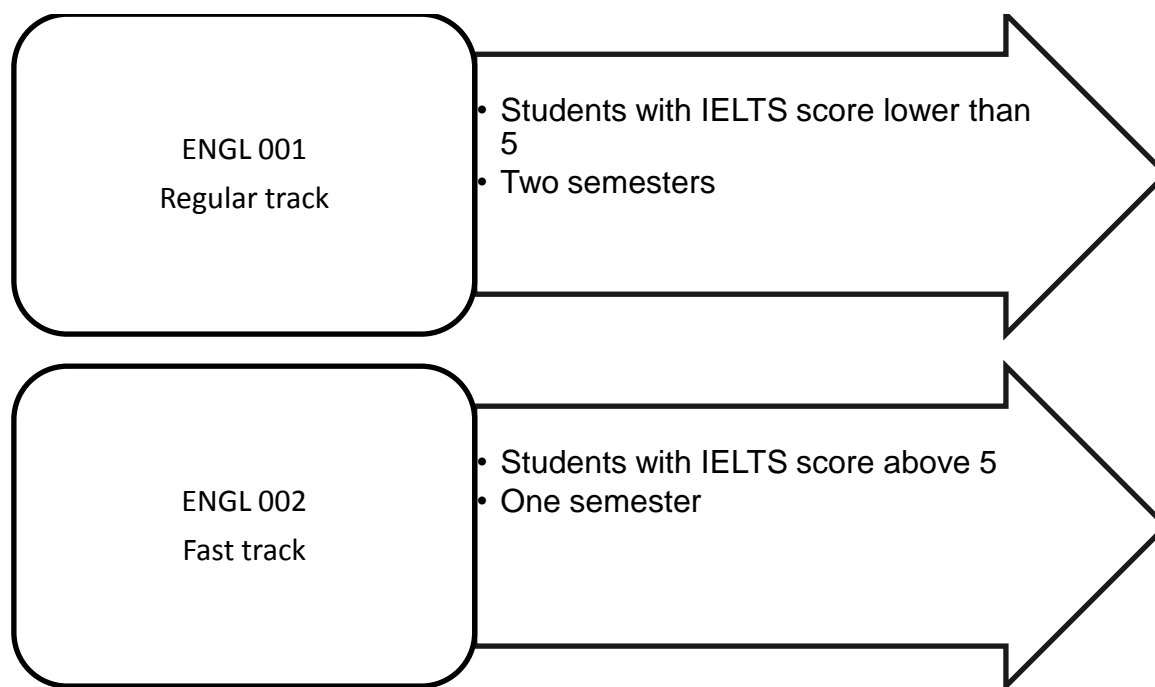 ENGL 001
Regular track
• Students with IELTS score lower than
5
• Two semesters
ENGL 002
Fast track
• Students with IELTS score above 5
• One semester